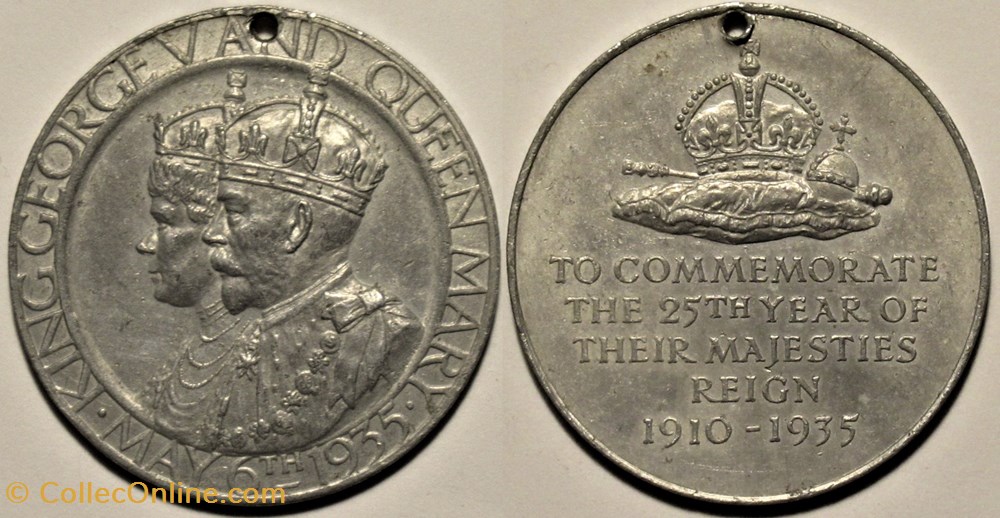 KING GEORGE V AND QUEEN MARY
· MAY 6TH 1935 ·
TO COMMEMORATE
THE 25TH YEAR OF
THEIR MAJESTIES
REIGN
1910-1935
© CollecOnline.com